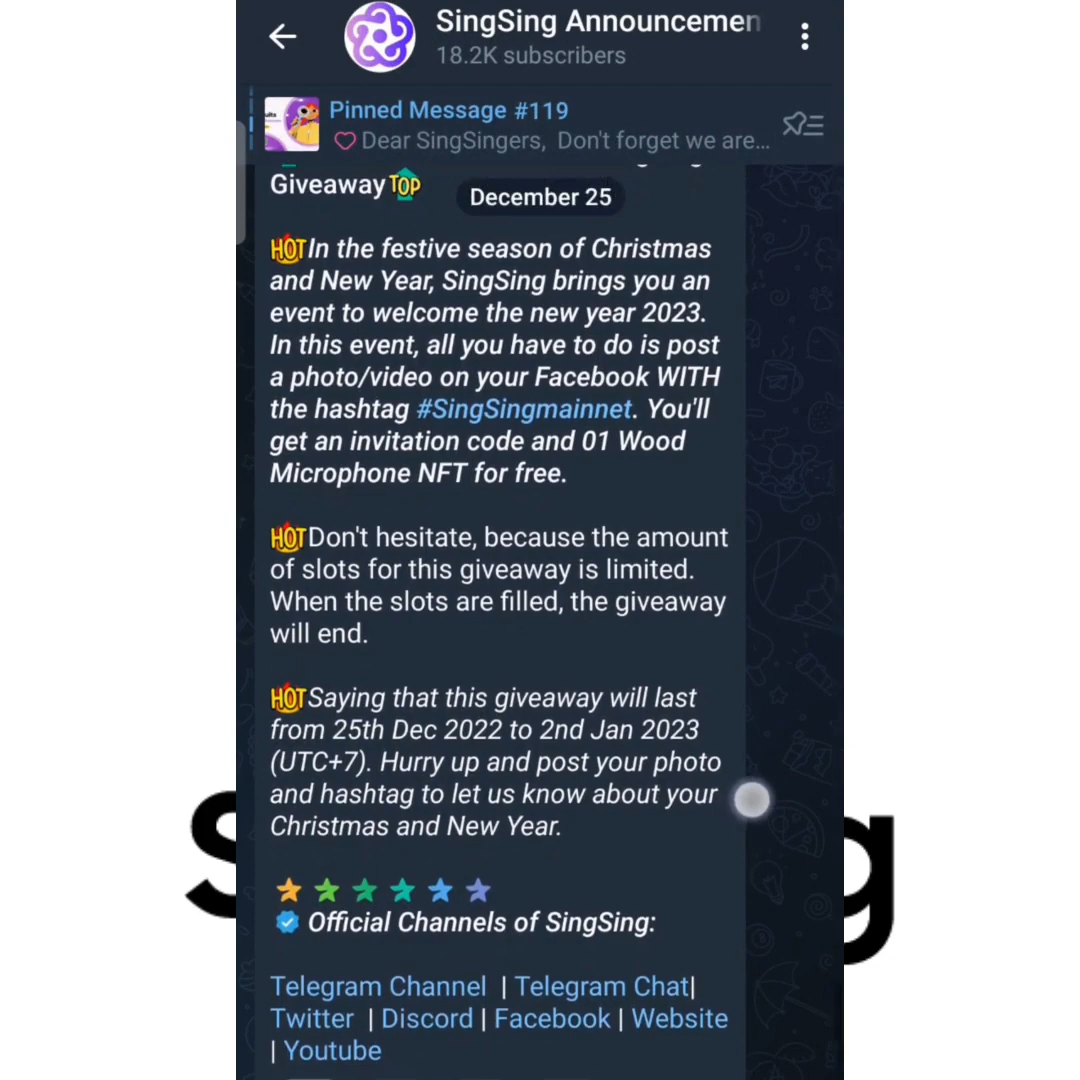 SingSing Announcemen
18.2K subscribers
Pinned Message #119
Dear SingSingers, Don't forget we are...
Giveaway TOP
December 25
HOT In the festive season of Christmas
and New Year, SingSing brings you an
event to welcome the new year 2023.
In this event, all you have to do is post
a photo/video on your Facebook WITH
the hashtag #SingSingmainnet. You'll
get an invitation code and 01 Wood
Microphone NFT for free.
HOT Don't hesitate, because the amount
of slots for this giveaway is limited.
When the slots are filled, the giveaway
will end.
HOT Saying that this giveaway will last
from 25th Dec 2022 to 2nd Jan 2023
(UTC+7). Hurry up and post your photo
and hashtag to let us know about your
Christmas and New Year.
Official Channels of SingSing:
Telegram Channel | Telegram Chat|
Twitter | Discord | Facebook | Website
| Youtube